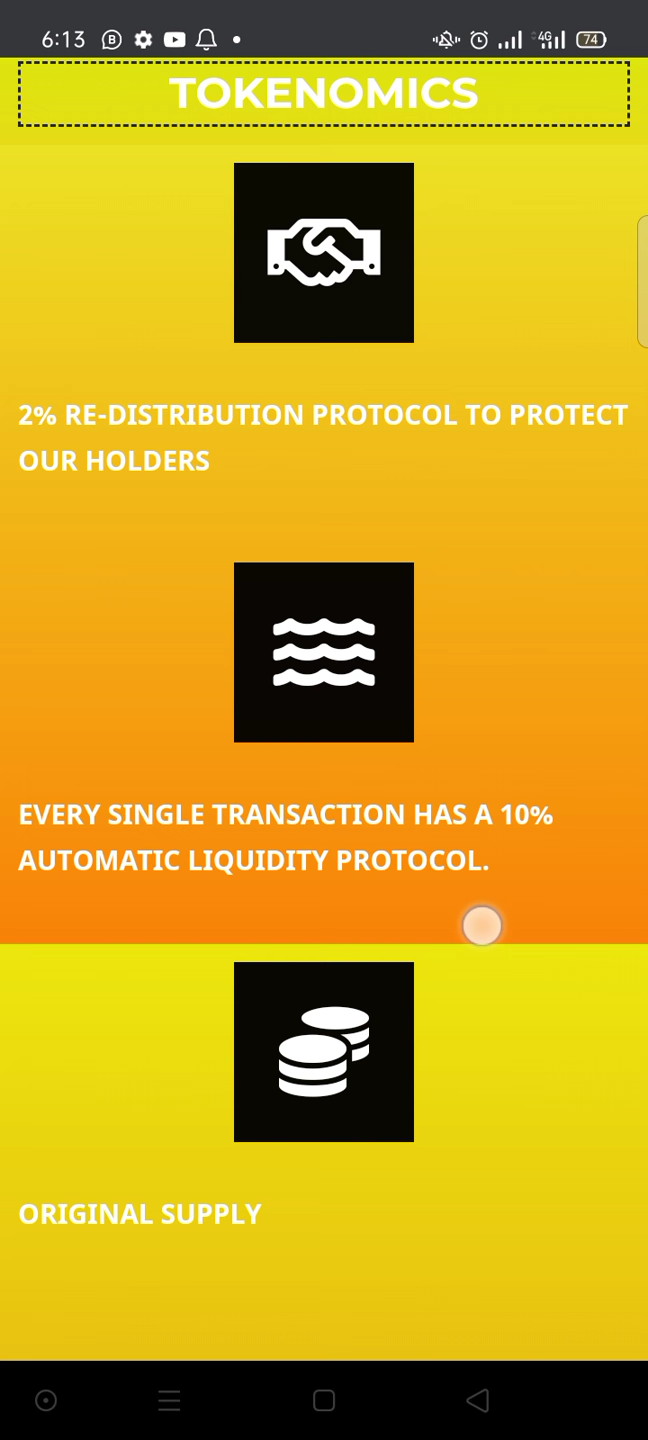 6:13
4G
74
TOKENOMICS
2% RE-DISTRIBUTION PROTOCOL TO PROTECT
OUR HOLDERS
EVERY SINGLE TRANSACTION HAS A 10%
AUTOMATIC LIQUIDITY PROTOCOL.
ORIGINAL SUPPLY